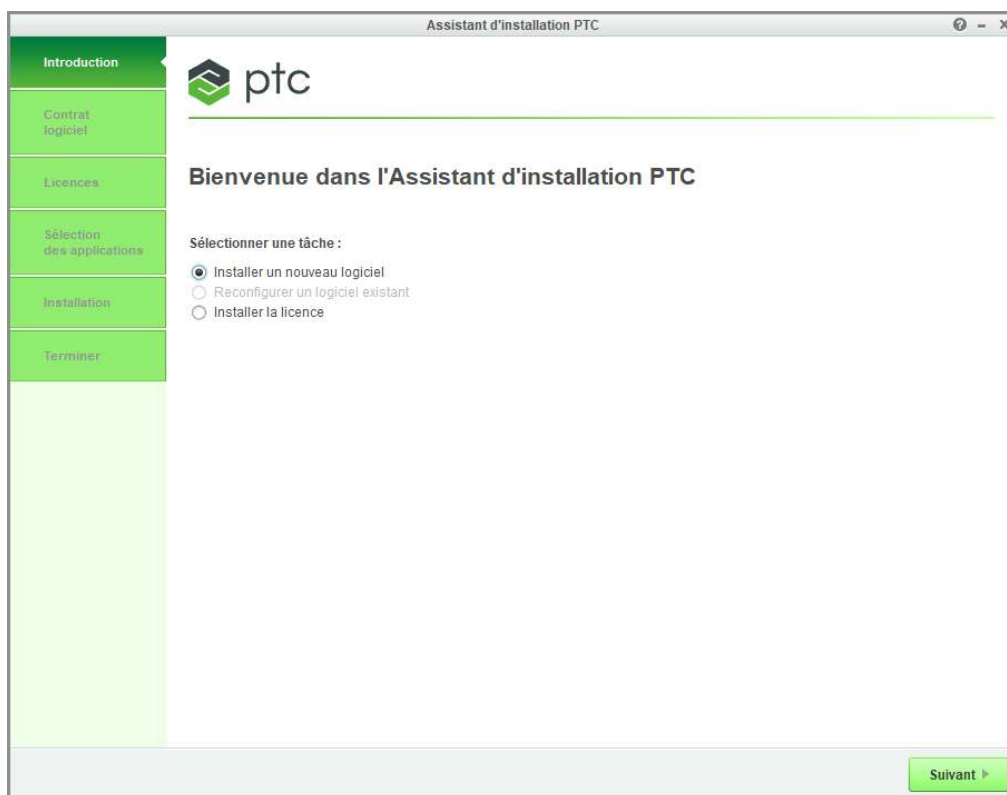 Assistant d'installation PTC
Introduction
Contrat
logiciel
Licences
Sélection
des applications
Installation
Terminer
ptc
Bienvenue dans l'Assistant d'installation PTC
Sélectionner une tâche :
Installer un nouveau logiciel
Reconfigurer un logiciel existant
Installer la licence
Suivant